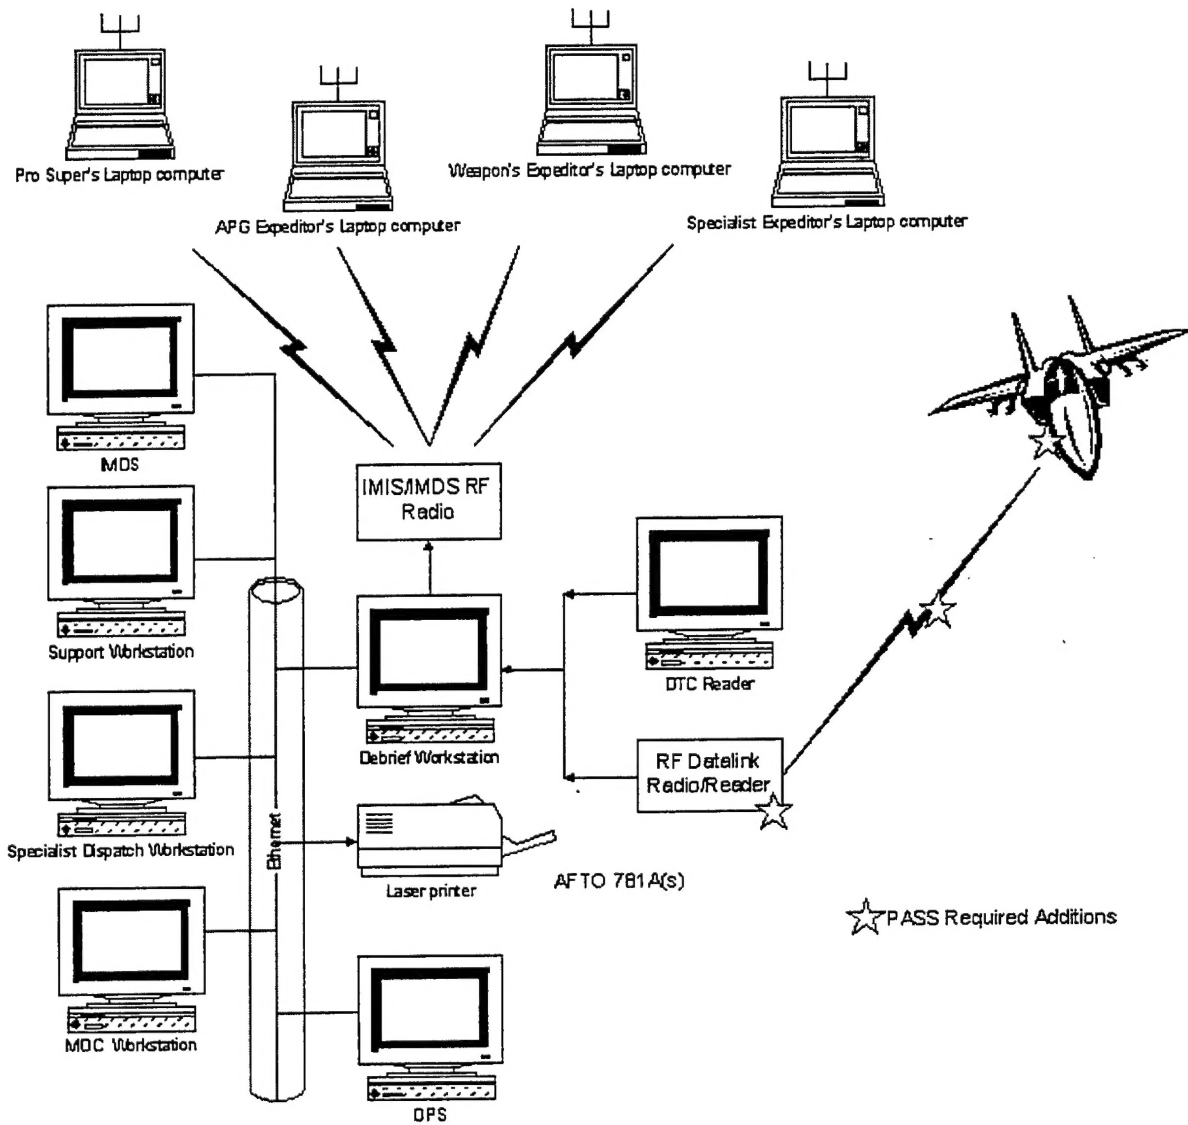 Pro Super's Laptop computer
APG Expeditor's Laptop computer
Weapon's Expeditor's Laptop computer
Specialist Expeditor's Laptop computer
IMDS
IMIS/IMDS RF
Radio
Support Workstation
DTC Reader
Debrief Workstation
RF Datalink
Radio/Reader
Specialist Dispatch Workstation
Ethernet
Laser printer
AFTO 781A(s)
PASS Required Additions
MOC Workstation
OPS